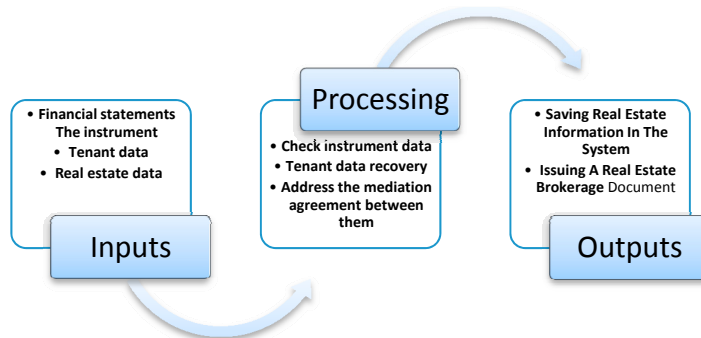 • Financial statements
The instrument
• Tenant data
• Real estate data
Inputs
Processing
• Check instrument data
• Tenant data recovery
• Address the mediation
agreement between
them
• Saving Real Estate
Information In The
System
• Issuing A Real Estate
Brokerage Document
Outputs